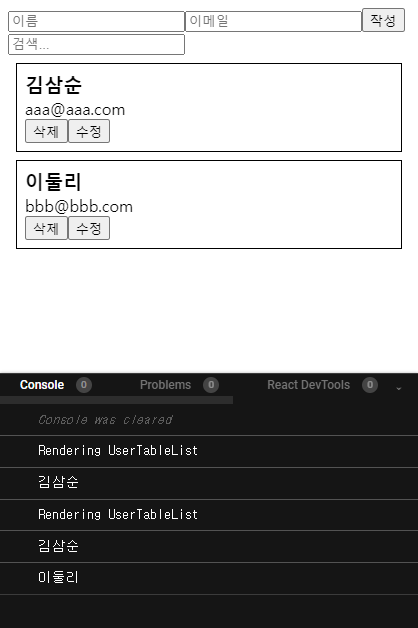 이름 이메일 작성
검색...
김삼순
aaa@aaa.com
삭제 수정
이둘리
bbb@bbb.com
삭제 수정
Console 0 Problems 0 React DevTools 0
Console was cleared
Rendering UserTableList
김삼순
Rendering UserTableList
김삼순
이둘리